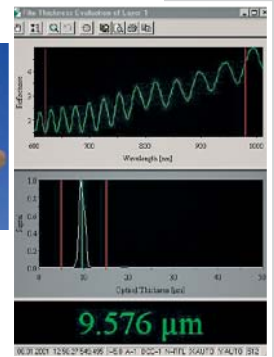 Film Thickness Evaluation of Layer 1
Reflectance
600 700 800 900 1000
Wavelength [nm]
Signal
1.0
0.8
0.6
0.4
0.2
0.0
0 10 20 30 40 50
Optical Thickness [µm]
9.576 µm
X:AUTO Y:AUTO